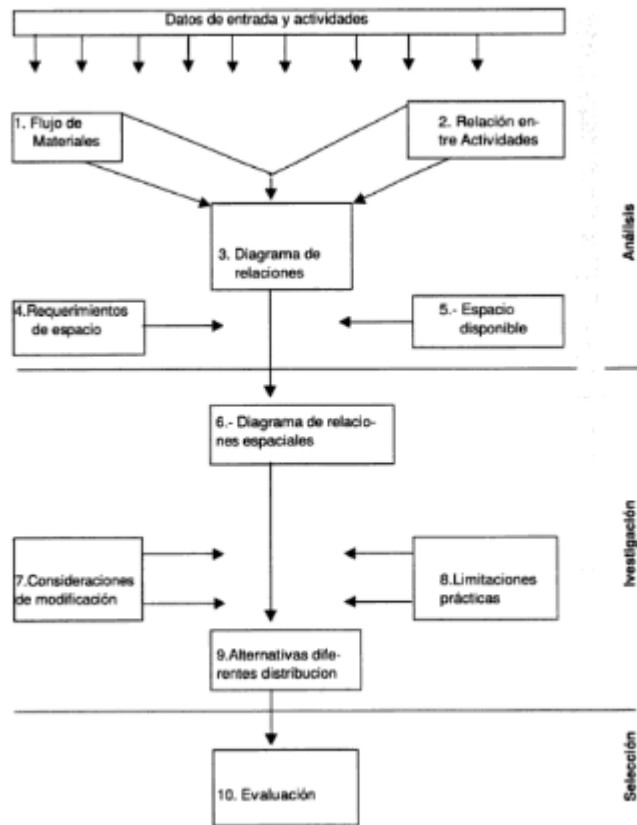 Datos de entrada y actividades
1. Flujo de
Materiales
2. Relación en-
tre Actividades
3. Diagrama de
relaciones
4.Requerimientos
de espacio
5.- Espacio
disponible
Análisis
6.- Diagrama de relacio-
nes espaciales
7.Consideraciones
de modificación
8.Limitaciones
prácticas
Ivestigación
9.Alternativas dife-
rentes distribucion
10. Evaluación
Selección